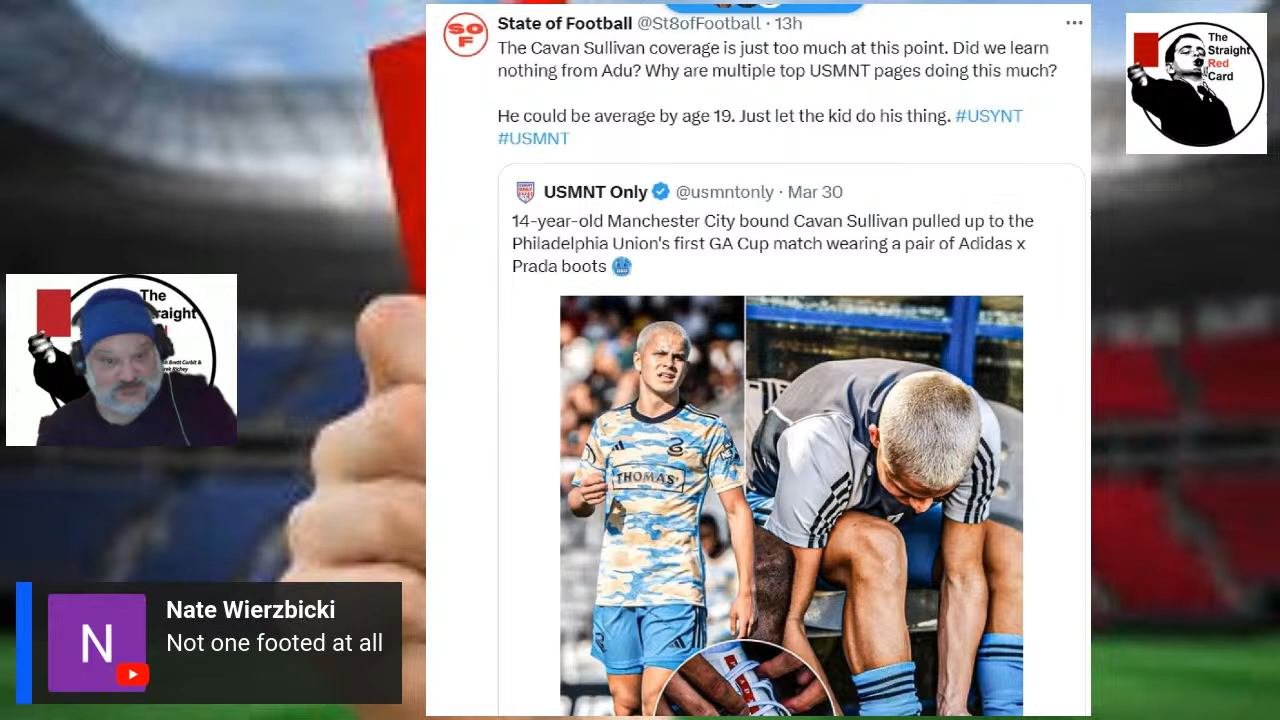 State of Football @St8ofFootball · 13h
The Cavan Sullivan coverage is just too much at this point. Did we learn
nothing from Adu? Why are multiple top USMNT pages doing this much?
He could be average by age 19. Just let the kid do his thing. #USYNT
#USMNT
USMNT Only @usmntonly · Mar 30
14-year-old Manchester City bound Cavan Sullivan pulled up to the
Philadelphia Union's first GA Cup match wearing a pair of Adidas x
Prada boots
THOMAS'
SO
F
The
Straight
Red
Card
The
raight
Nate Wierzbicki
Not one footed at all
N